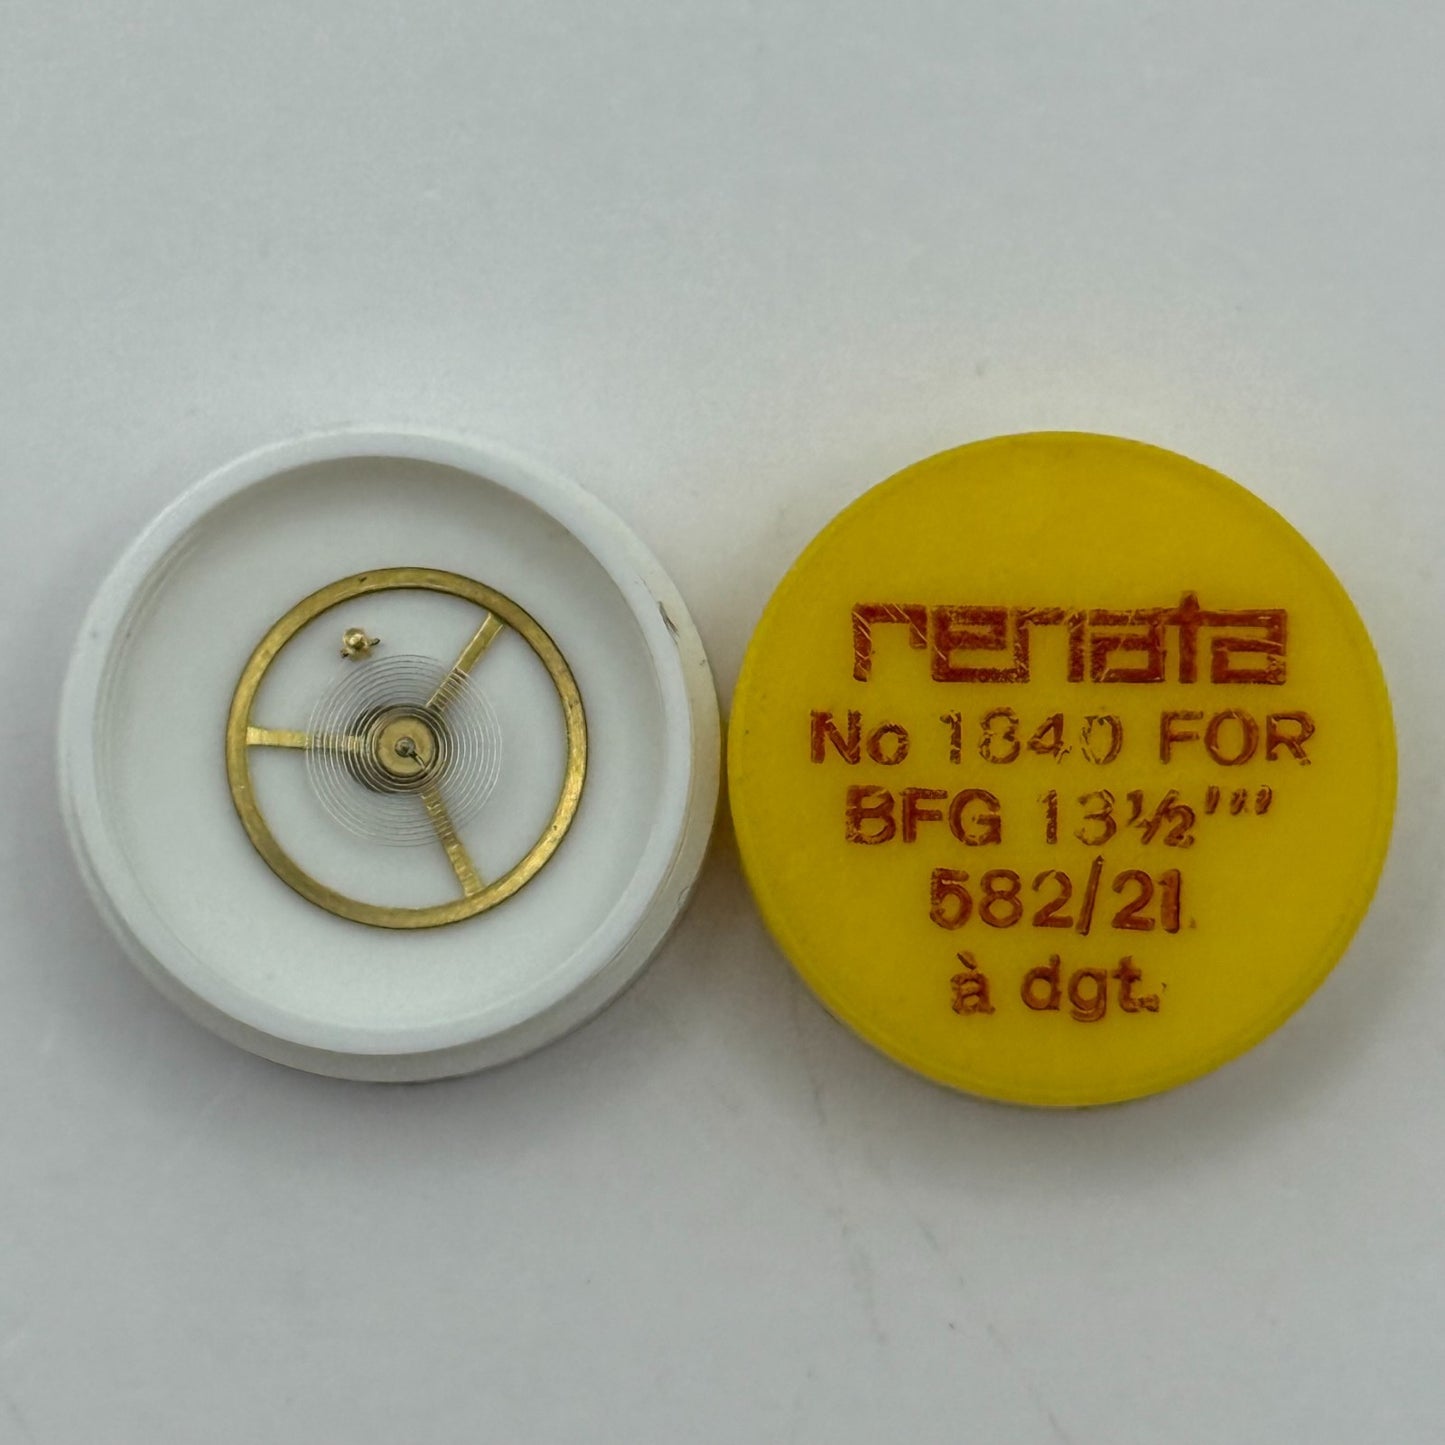 renata
No 1840 FOR
BFG 13½'''
582/21
à dgt.